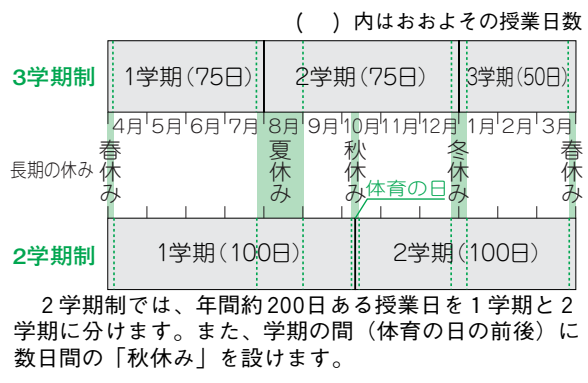 (　) 内はおおよその授業日数
3学期制
1学期(75日)
2学期(75日)
3学期(50日)
4月 5月 6月 7月 8月 9月 10月 11月 12月 1月 2月 3月
長期の休み
春休み
夏休み
秋休み
冬休み
春休み
体育の日
2学期制
1学期(100日)
2学期(100日)
2学期制では、年間約200日ある授業日を1学期と2
学期に分けます。また、学期の間（体育の日の前後）に
数日間の「秋休み」を設けます。